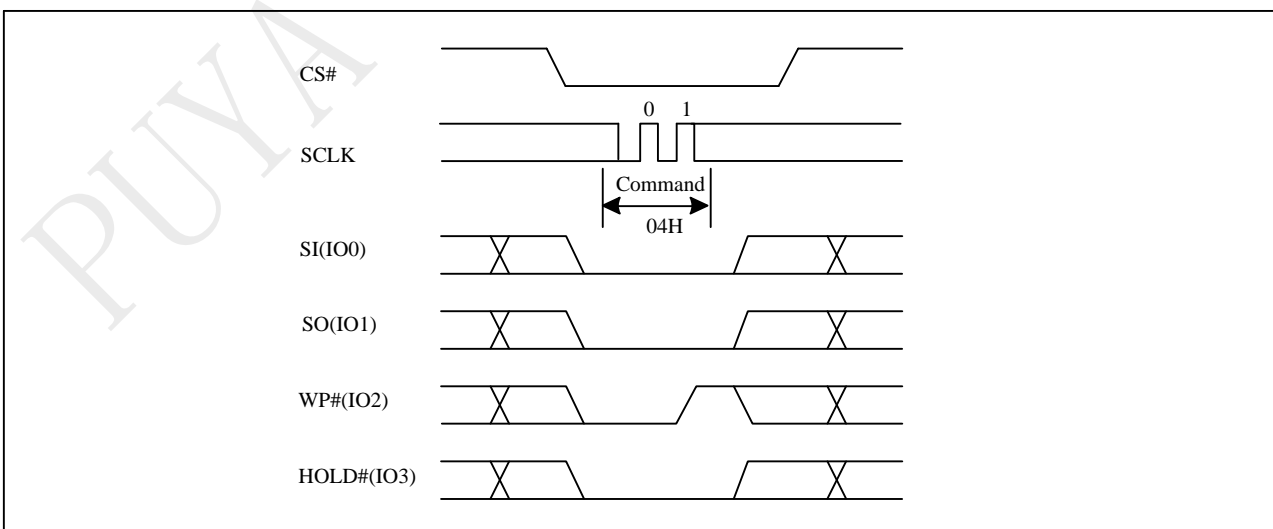 PUYA
CS#
0 1
SCLK
Command
04H
SI(IO0)
SO(IO1)
WP#(IO2)
HOLD#(IO3)